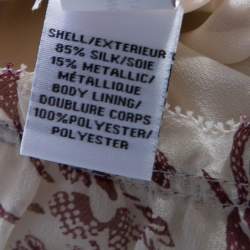 SHELL/EXTERIEUR
85% SILK/SOIE
15% METALLIC/
MÉTALLIQUE
BODY LINING/
DOUBLURE CORPS
100%POLYESTER/
POLYESTER